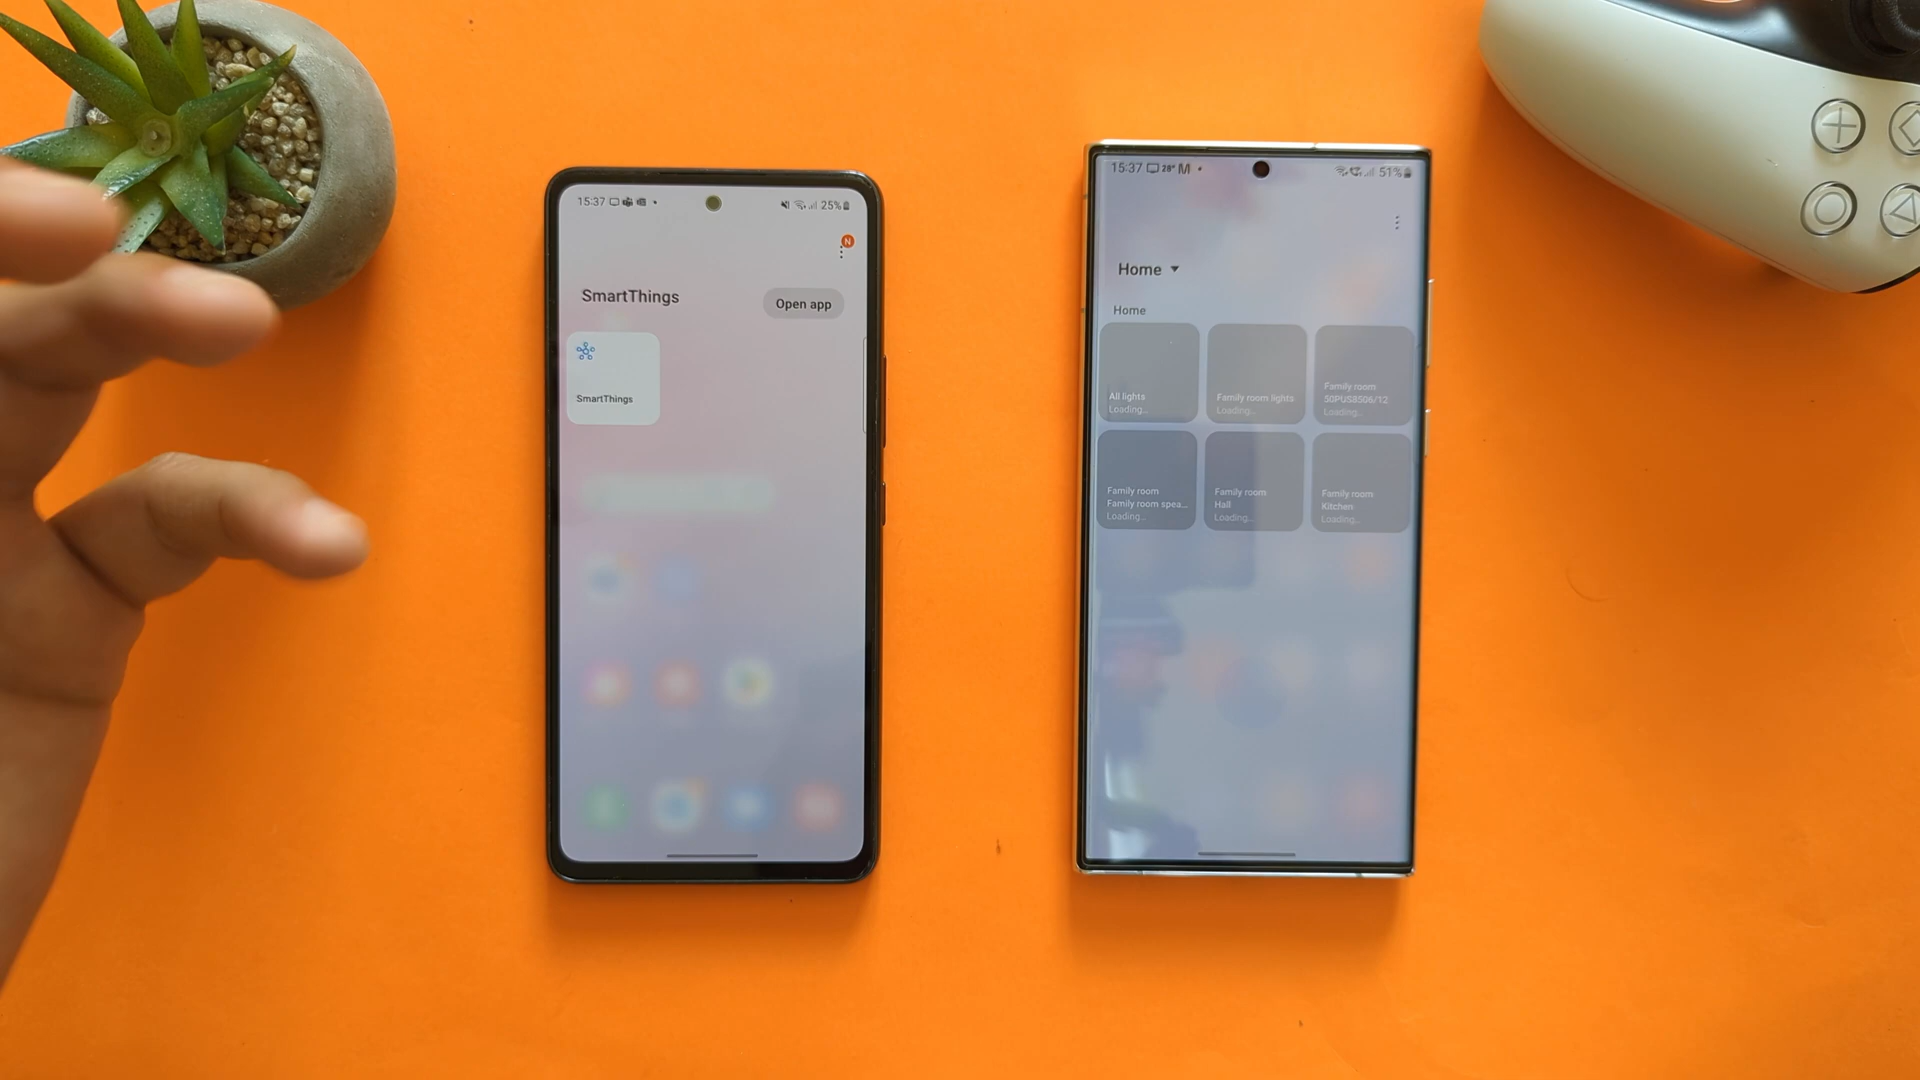 15:37
25%
N
SmartThings
Open app
SmartThings
15:37 28° M
51%
Home
Home
All lights
Loading...
Family room lights
Loading...
Family room
50PUS8506/12
Loading...
Family room
Family room spea...
Loading...
Family room
Hall
Loading...
Family room
Kitchen
Loading...